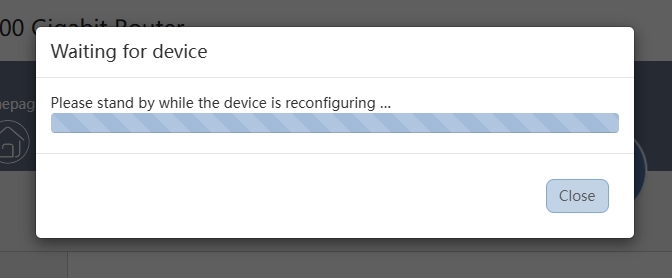 00 Gigabit Router
Waiting for device
Please stand by while the device is reconfiguring ...
Close